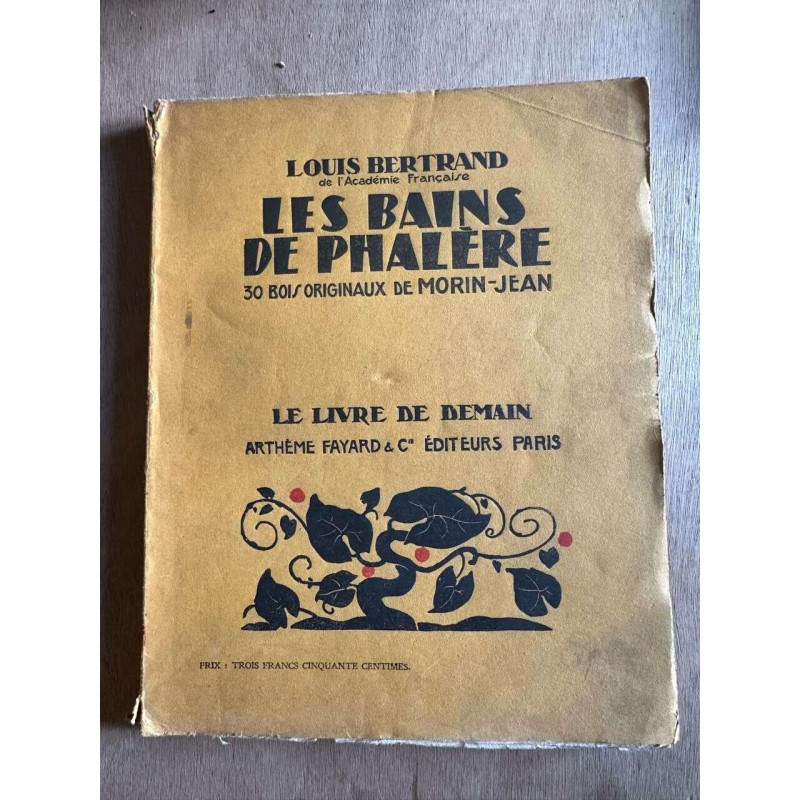 LOUIS BERTRAND
de l'Académie Française
LES BAINS
DE PHALÈRE
30 BOIS ORIGINAUX DE MORIN-JEAN
LE LIVRE DE DEMAIN
ARTHÈME FAYARD & Cie ÉDITEURS PARIS
PRIX : TROIS FRANCS CINQUANTE CENTIMES.